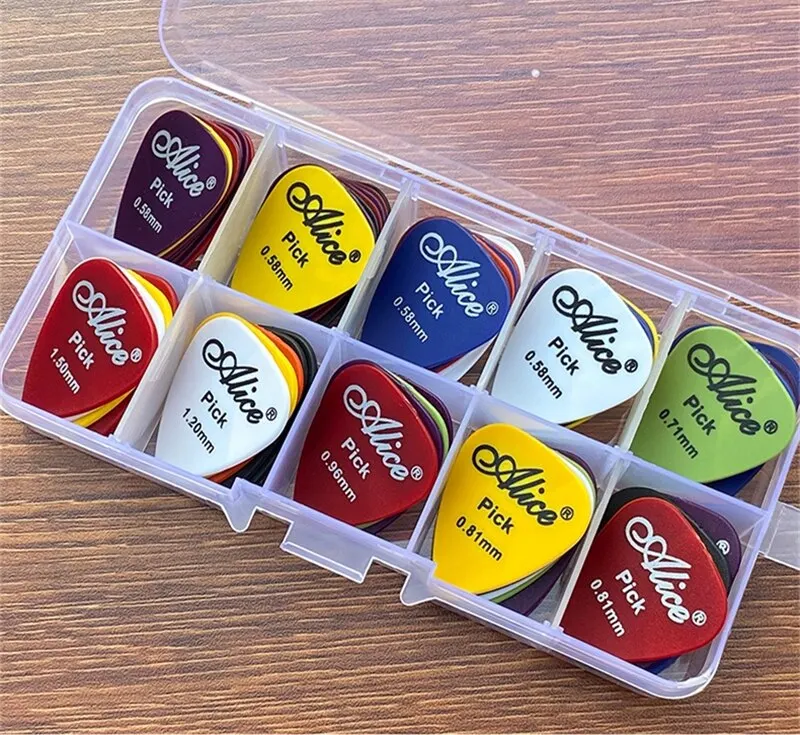 Alice®
Pick
0.58mm
Alice®
Pick
0.58mm
Alice®
Pick
0.58mm
Alice®
Pick
0.58mm
Alice®
Pick
0.71mm
Alice®
Pick
1.50mm
Alice®
Pick
1.20mm
Alice®
Pick
0.96mm
Alice®
Pick
0.81mm
Alice®
Pick
0.81mm
®